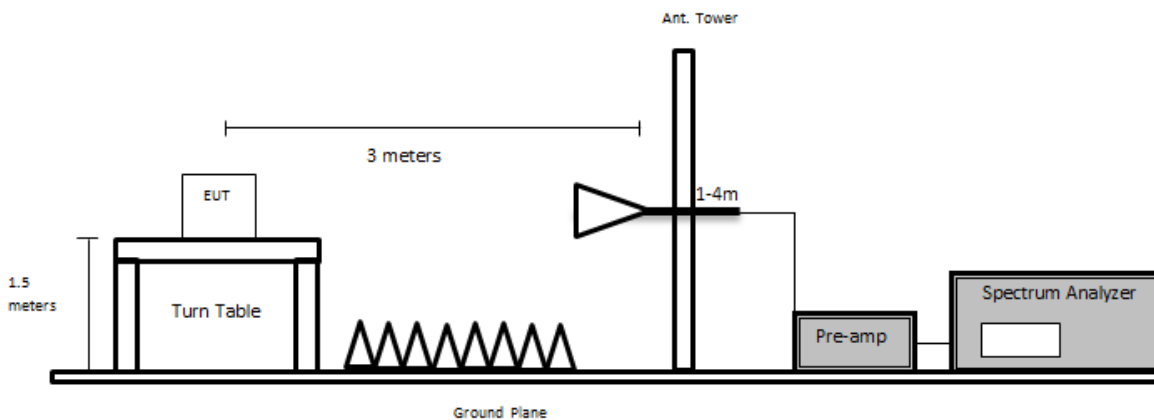 Ant. Tower
3 meters
EUT
1-4m
1.5
meters
Turn Table
Spectrum Analyzer
Pre-amp
Ground Plane